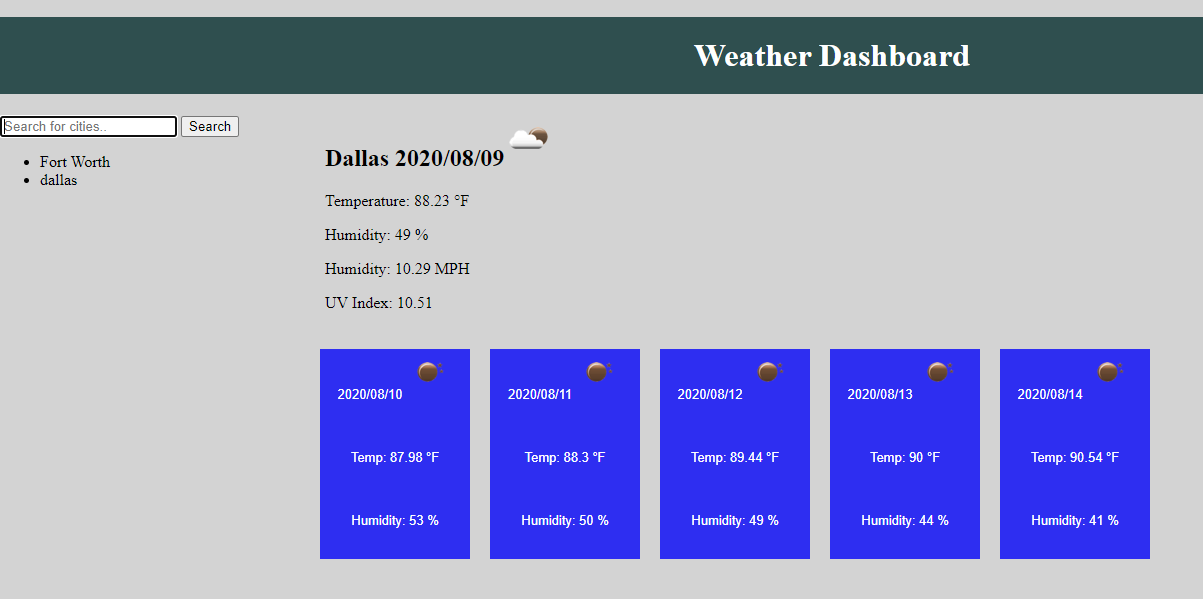 Weather Dashboard
Search for cities..
Search
Fort Worth
dallas
Dallas 2020/08/09
Temperature: 88.23 °F
Humidity: 49 %
Humidity: 10.29 MPH
UV Index: 10.51
2020/08/10
Temp: 87.98 °F
Humidity: 53 %
2020/08/11
Temp: 88.3 °F
Humidity: 50 %
2020/08/12
Temp: 89.44 °F
Humidity: 49 %
2020/08/13
Temp: 90 °F
Humidity: 44 %
2020/08/14
Temp: 90.54 °F
Humidity: 41 %